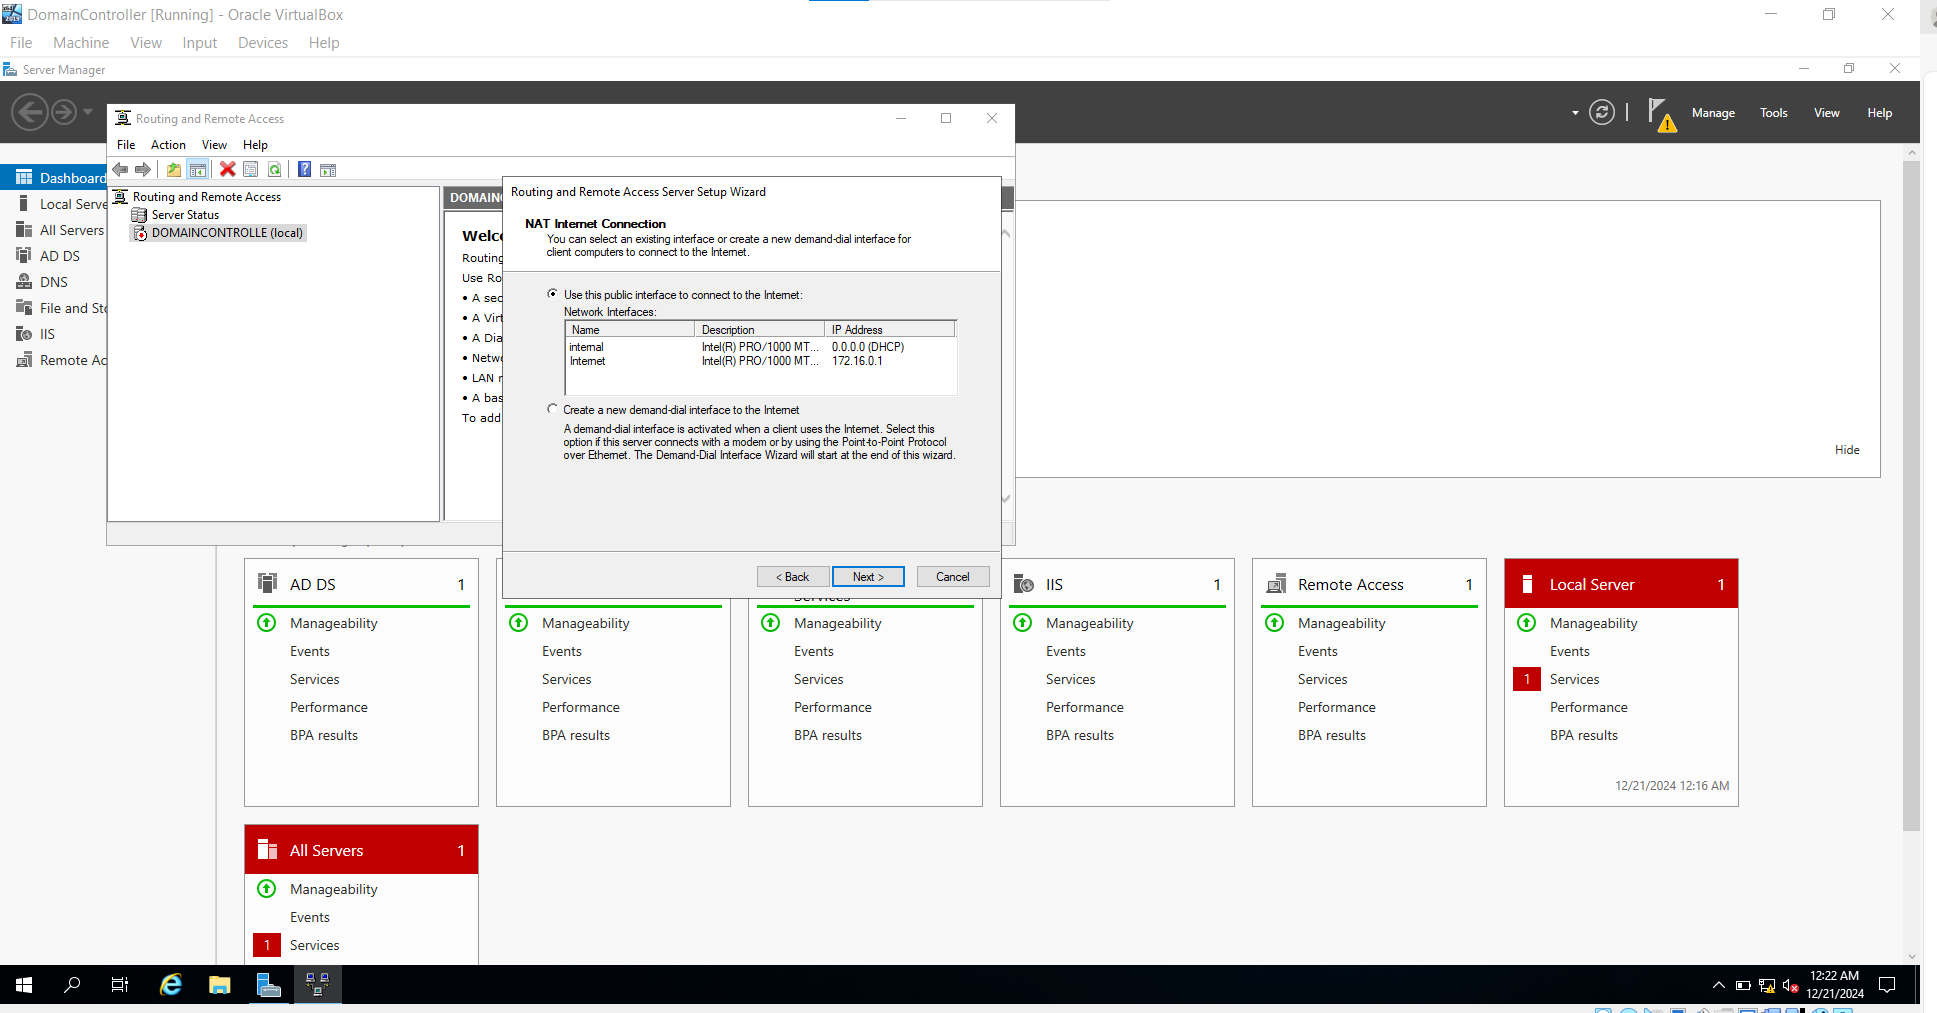 DomainController [Running] - Oracle VirtualBox
File Machine View Input Devices Help
Server Manager
Manage Tools View Help
Dashboard
Local Serve
All Servers
AD DS
DNS
File and Sto
IIS
Remote Ac
Routing and Remote Access
File Action View Help
Routing and Remote Access
Server Status
DOMAINCONTROLLE (local)
DOMAINC
Welco
Routing
Use Ro
• A sec
• A Virt
• A Dia
• Netwo
• LAN r
• A bas
To add
Routing and Remote Access Server Setup Wizard
NAT Internet Connection
You can select an existing interface or create a new demand-dial interface for
client computers to connect to the Internet.
Use this public interface to connect to the Internet:
Network Interfaces:
Name Description IP Address
internal Intel(R) PRO/1000 MT... 0.0.0.0 (DHCP)
Internet Intel(R) PRO/1000 MT... 172.16.0.1
Create a new demand-dial interface to the Internet
A demand-dial interface is activated when a client uses the Internet. Select this
option if this server connects with a modem or by using the Point-to-Point Protocol
over Ethernet. The Demand-Dial Interface Wizard will start at the end of this wizard.
< Back Next > Cancel
Hide
AD DS 1
Manageability
Events
Services
Performance
BPA results
Manageability
Events
Services
Performance
BPA results
Services
Manageability
Events
Services
Performance
BPA results
IIS 1
Manageability
Events
Services
Performance
BPA results
Remote Access 1
Manageability
Events
Services
Performance
BPA results
Local Server 1
Manageability
Events
1 Services
Performance
BPA results
12/21/2024 12:16 AM
All Servers 1
Manageability
Events
1 Services
12:22 AM
12/21/2024